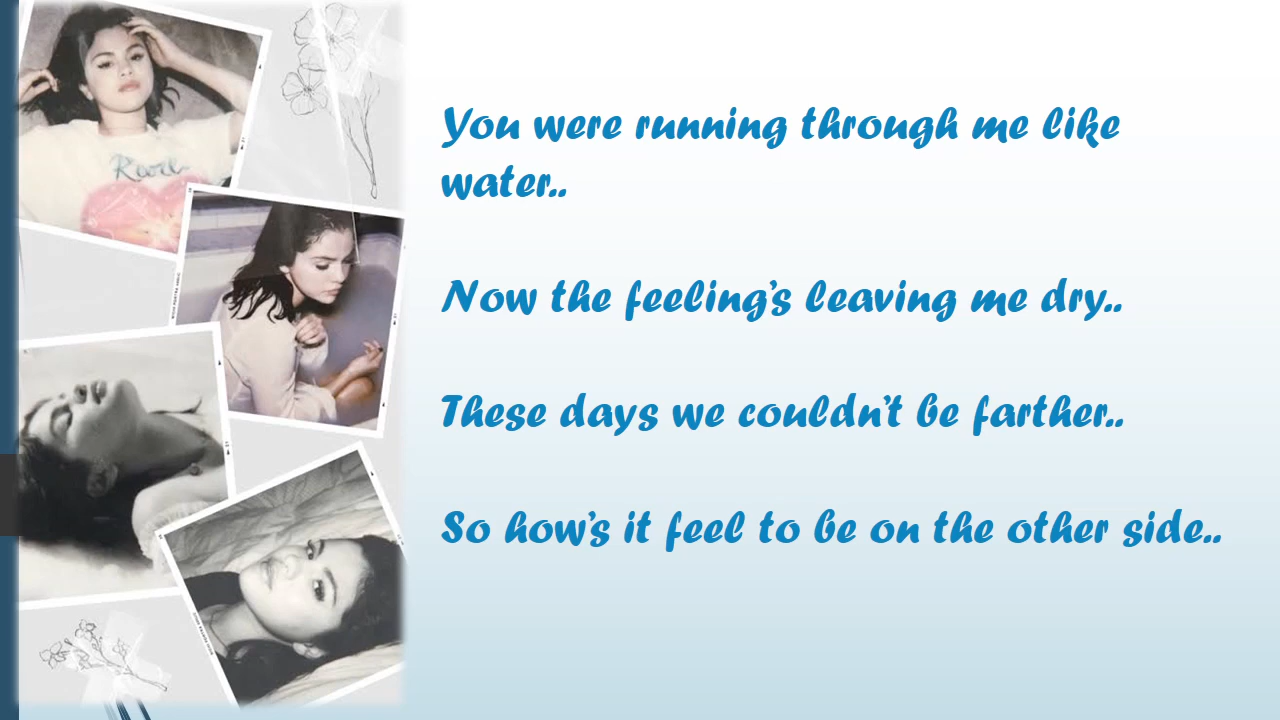 Revel
You were running through me like
water..
Now the feeling's leaving me dry..
These days we couldn't be farther..
So how's it feel to be on the other side..